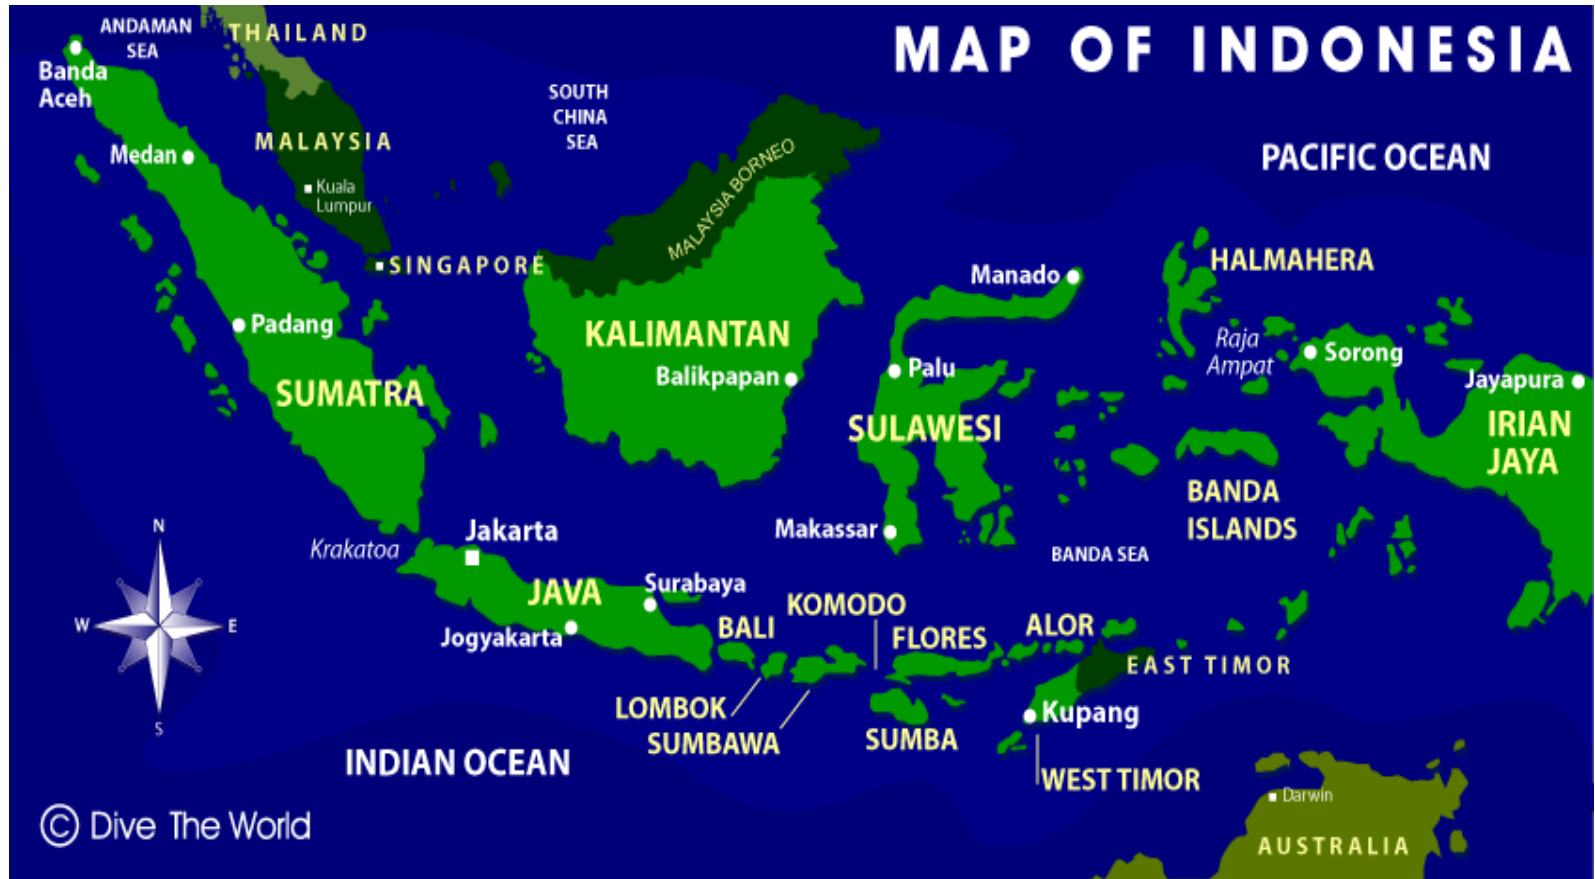 MAP OF INDONESIA
ANDAMAN
SEA
THAILAND
Banda
Aceh
SOUTH
CHINA
SEA
MALAYSIA
Medan
Kuala
Lumpur
MALAYSIA BORNEO
PACIFIC OCEAN
SINGAPORE
Manado
HALMAHERA
Padang
KALIMANTAN
Raja
Ampat
Sorong
Balikpapan
Palu
Jayapura
SUMATRA
SULAWESI
IRIAN
JAYA
BANDA
ISLANDS
N
Jakarta
Makassar
Krakatoa
BANDA SEA
JAVA
Surabaya
KOMODO
W
E
Jogyakarta
BALI
FLORES
ALOR
EAST TIMOR
S
LOMBOK
SUMBAWA
SUMBA
Kupang
INDIAN OCEAN
WEST TIMOR
Darwin
© Dive The World
AUSTRALIA